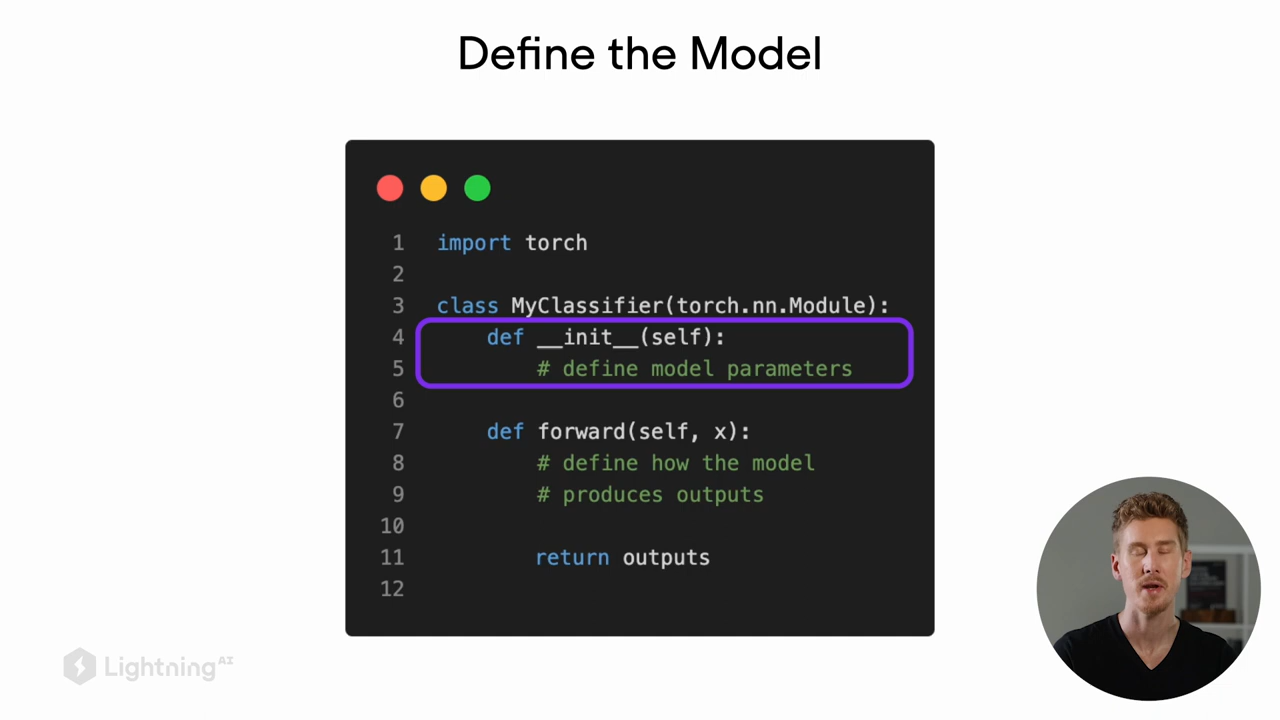 Define the Model
1 import torch
2
3 class MyClassifier(torch.nn.Module):
4     def __init__(self):
5         # define model parameters
6
7     def forward(self, x):
8         # define how the model
9         # produces outputs
10
11         return outputs
12
Lightning AI